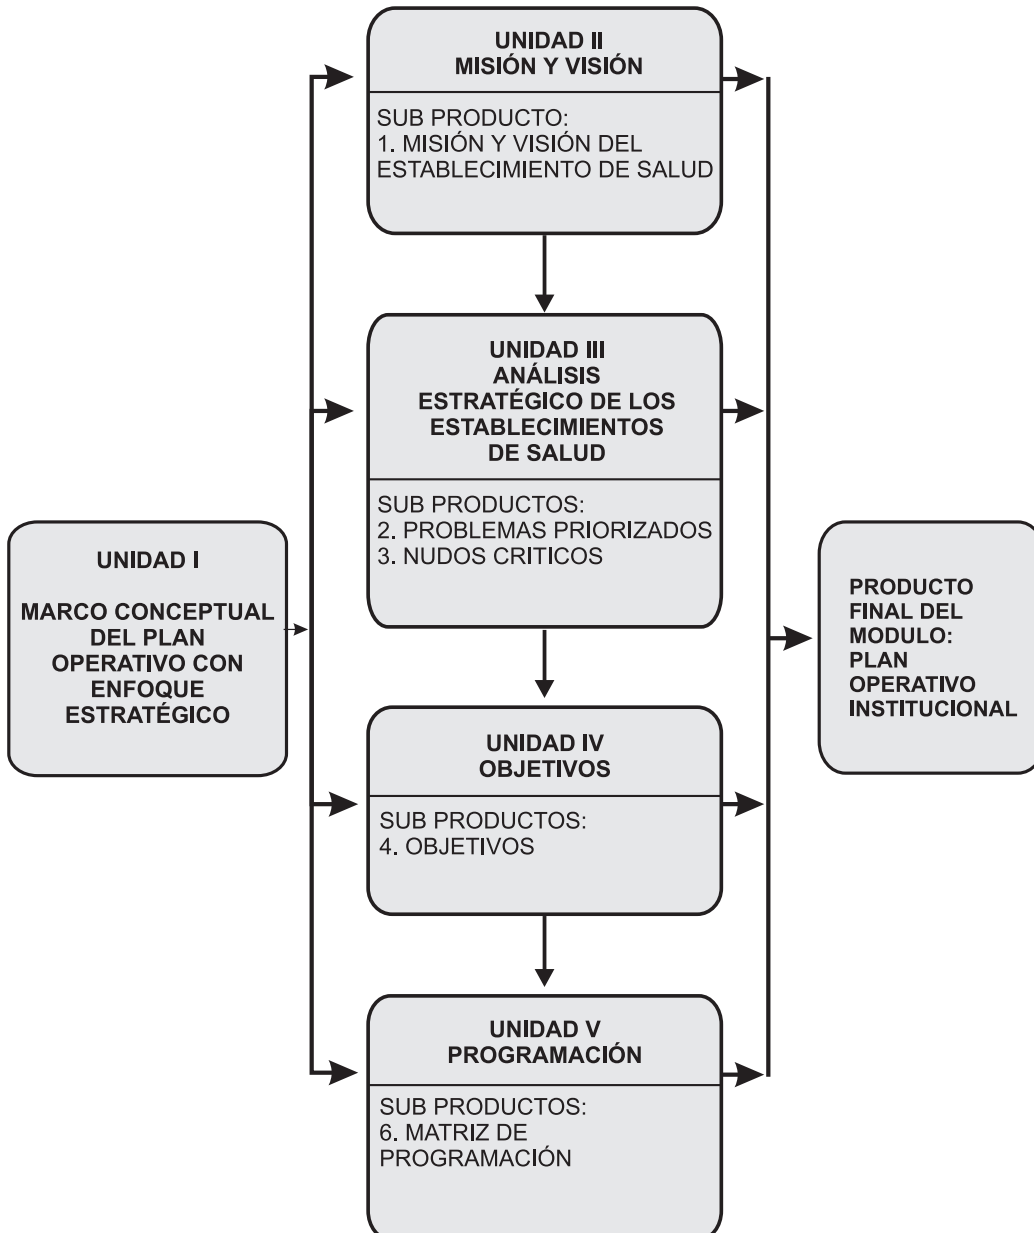 UNIDAD I
MARCO CONCEPTUAL
DEL PLAN
OPERATIVO CON
ENFOQUE
ESTRATÉGICO
UNIDAD II
MISIÓN Y VISIÓN
SUB PRODUCTO:
1. MISIÓN Y VISIÓN DEL
ESTABLECIMIENTO DE SALUD
UNIDAD III
ANÁLISIS
ESTRATÉGICO DE LOS
ESTABLECIMIENTOS
DE SALUD
SUB PRODUCTOS:
2. PROBLEMAS PRIORIZADOS
3. NUDOS CRITICOS
UNIDAD IV
OBJETIVOS
SUB PRODUCTOS:
4. OBJETIVOS
UNIDAD V
PROGRAMACIÓN
SUB PRODUCTOS:
6. MATRIZ DE
PROGRAMACIÓN
PRODUCTO
FINAL DEL
MODULO:
PLAN
OPERATIVO
INSTITUCIONAL